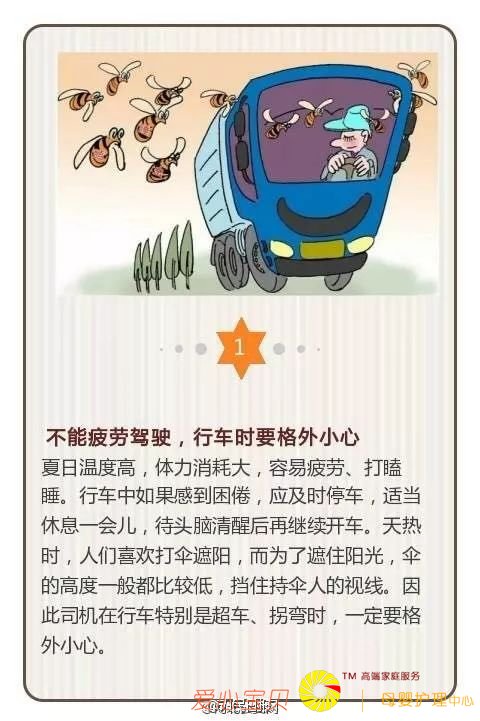 1
不能疲劳驾驶，行车时要格外小心
夏日温度高，体力消耗大，容易疲劳、打瞌
睡。行车中如果感到困倦，应及时停车，适当
休息一会儿，待头脑清醒后再继续开车。天热
时，人们喜欢打伞遮阳，而为了遮住阳光，伞
的高度一般都比较低，挡住持伞人的视线。因
此司机在行车特别是超车、拐弯时，一定要格
外小心。
TM 高端家庭服务
爱心宝贝 母婴护理中心